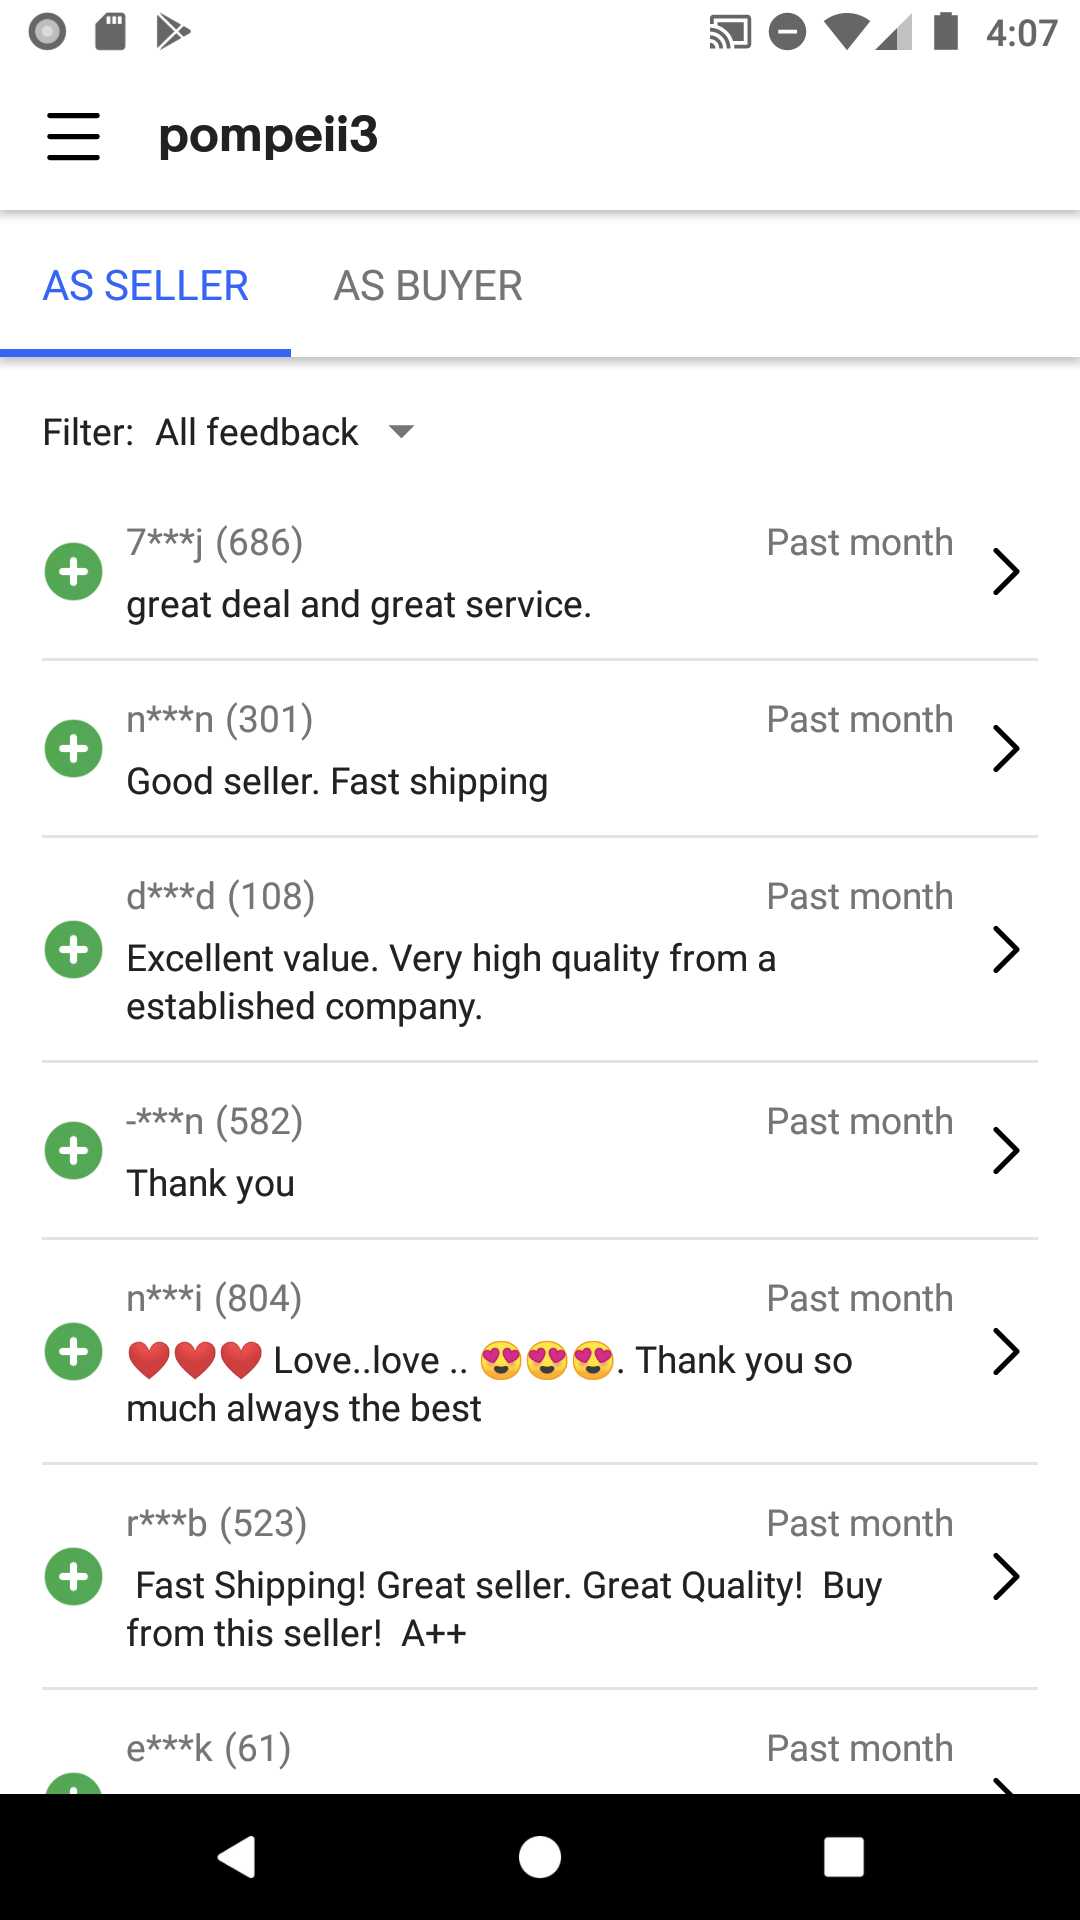 4:07
pompeii3
AS SELLER AS BUYER
Filter: All feedback
7***j (686) Past month
great deal and great service.
n***n (301) Past month
Good seller. Fast shipping
d***d (108) Past month
Excellent value. Very high quality from a
established company.
-***n (582) Past month
Thank you
n***i (804) Past month
❤️❤️❤️ Love..love .. 😍😍😍. Thank you so
much always the best
r***b (523) Past month
Fast Shipping! Great seller. Great Quality!  Buy
from this seller!  A++
e***k (61) Past month